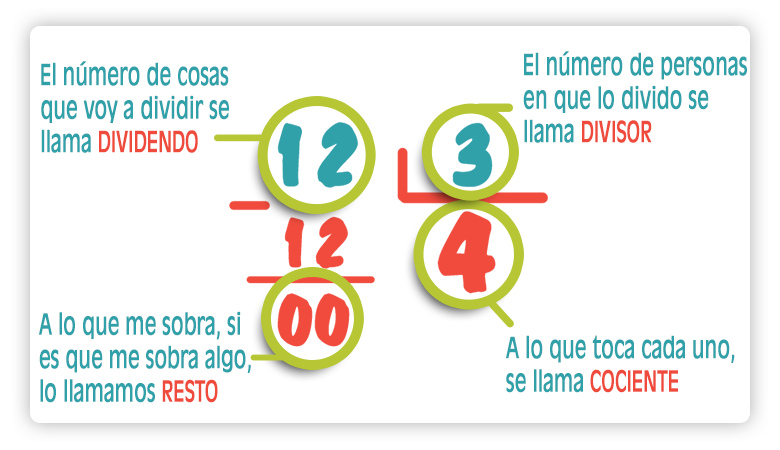 El número de cosas
que voy a dividir se
llama DIVIDENDO
El número de personas
en que lo divido se
llama DIVISOR
12 3
- 12 4
00
A lo que me sobra, si
es que me sobra algo,
lo llamamos RESTO
A lo que toca cada uno,
se llama COCIENTE